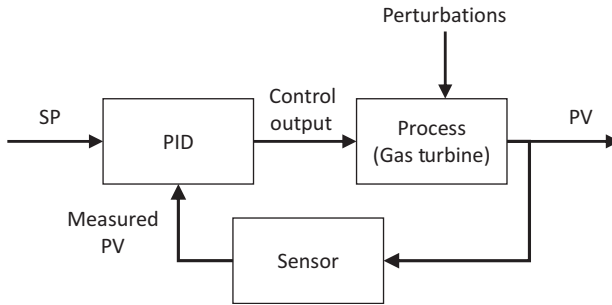 Perturbations
SP
PID
Control
output
Process
(Gas turbine)
PV
Measured
PV
Sensor